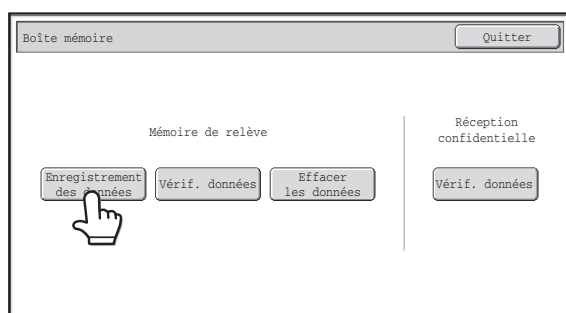 Boîte mémoire
Quitter
Mémoire de relève
Réception
confidentielle
Enregistrement
des données
Vérif. données
Effacer
les données
Vérif. données